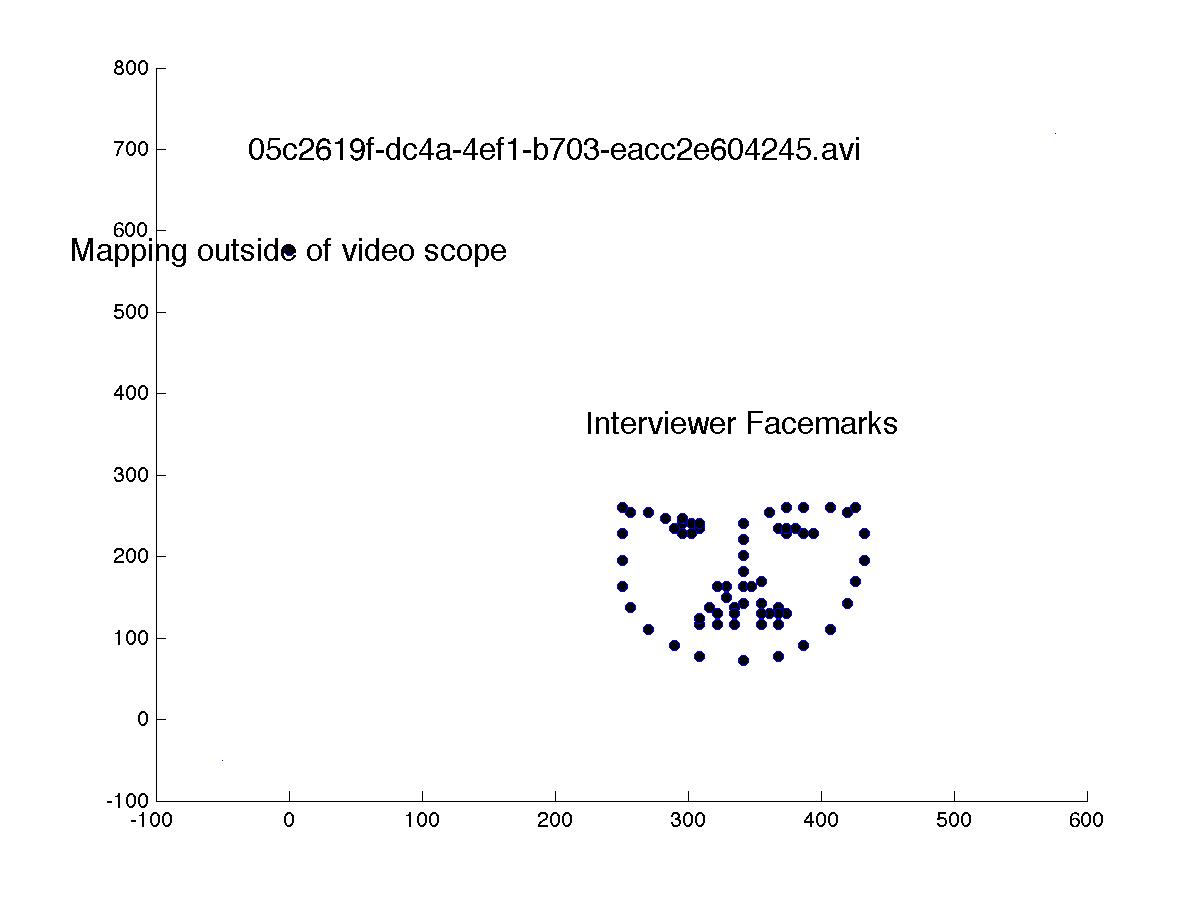 800
700
05c2619f-dc4a-4ef1-b703-eacc2e604245.avi
600
Mapping outside of video scope
500
400
Interviewer Facemarks
300
200
100
0
-100
-100 0 100 200 300 400 500 600